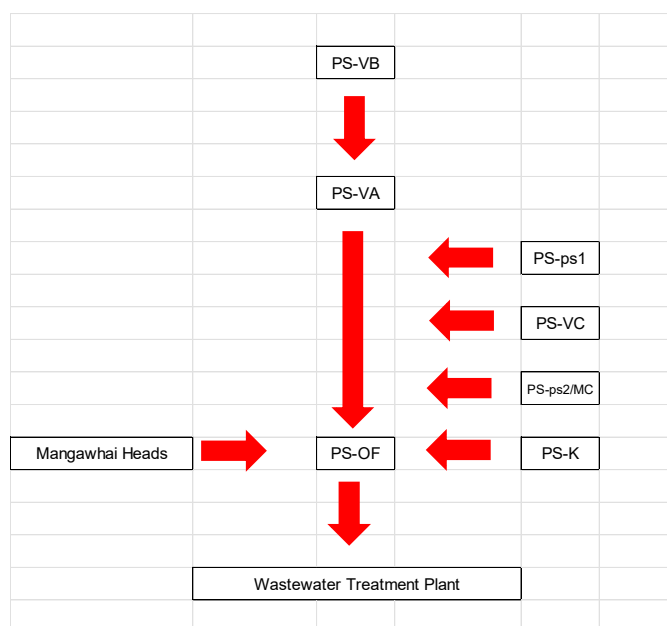 PS-VB
PS-VA
PS-ps1
PS-VC
PS-ps2/MC
Mangawhai Heads
PS-OF
PS-K
Wastewater Treatment Plant